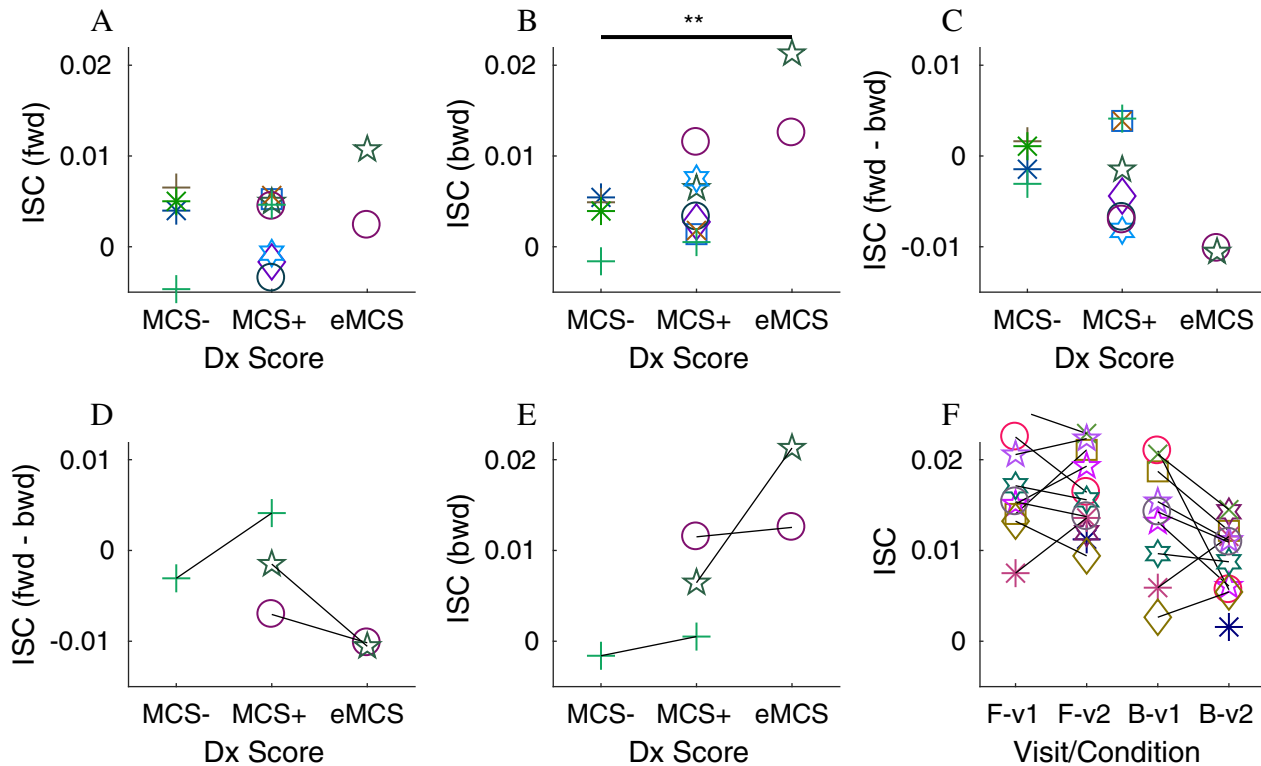 A
ISC (fwd)
0.02
0.01
0
MCS- MCS+ eMCS
Dx Score
B
**
ISC (bwd)
0.02
0.01
0
MCS- MCS+ eMCS
Dx Score
C
ISC (fwd - bwd)
0.01
0
-0.01
MCS- MCS+ eMCS
Dx Score
D
ISC (fwd - bwd)
0.01
0
-0.01
MCS- MCS+ eMCS
Dx Score
E
ISC (bwd)
0.02
0.01
0
MCS- MCS+ eMCS
Dx Score
F
ISC
0.02
0.01
0
F-v1 F-v2 B-v1 B-v2
Visit/Condition